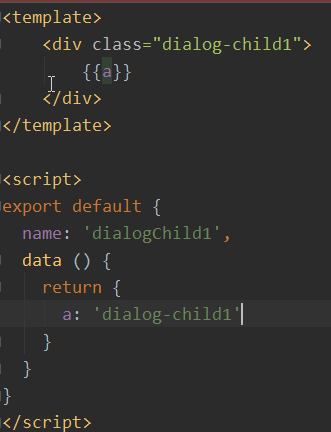 <template>
<div class="dialog-child1">
{{a}}
</div>
</template>
<script>
export default {
name: 'dialogChild1',
data () {
return {
a: 'dialog-child1'
}
}
}
</script>